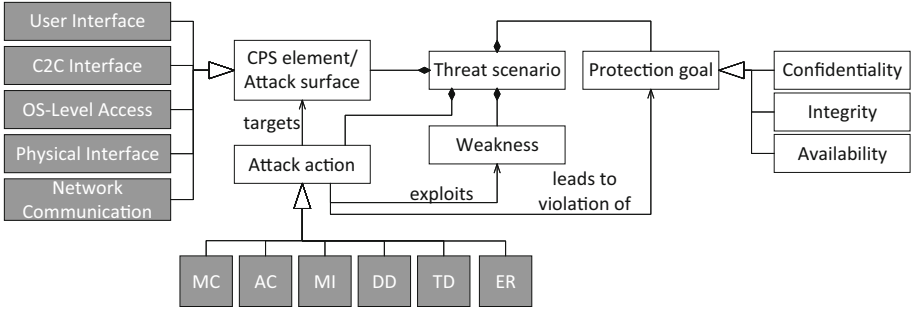 User Interface
C2C Interface
OS-Level Access
Physical Interface
Network
Communication
CPS element/
Attack surface
Threat scenario
Protection goal
Confidentiality
Integrity
Availability
targets
Attack action
Weakness
exploits
leads to
violation of
MC
AC
MI
DD
TD
ER